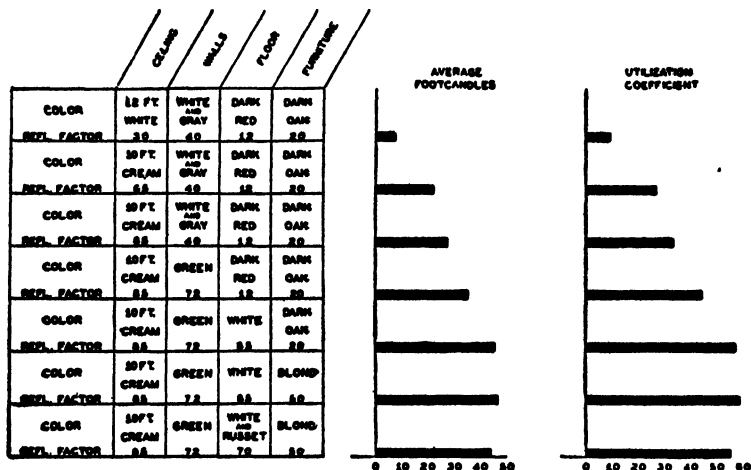 CEILING WALLS FLOOR FURNITURE
AVERAGE FOOTCANDLES
UTILIZATION COEFFICIENT
COLOR 12 FT. WHITE WHITE AND GRAY DARK RED DARK OAK
REFL. FACTOR 30 40 12 20
COLOR 10 FT. CREAM WHITE AND GRAY DARK RED DARK OAK
REFL. FACTOR 65 40 12 20
COLOR 10 FT. CREAM WHITE AND GRAY DARK RED DARK OAK
REFL. FACTOR 85 40 12 20
COLOR 10 FT. CREAM GREEN DARK RED DARK OAK
REFL. FACTOR 85 72 12 20
COLOR 10 FT. CREAM GREEN WHITE DARK OAK
REFL. FACTOR 85 72 85 20
COLOR 10 FT. CREAM GREEN WHITE BLOND
REFL. FACTOR 85 72 85 50
COLOR 10 FT. CREAM GREEN WHITE AND RUSSET BLOND
REFL. FACTOR 85 72 70 50
0 10 20 30 40 50
0 10 20 30 40 50 60